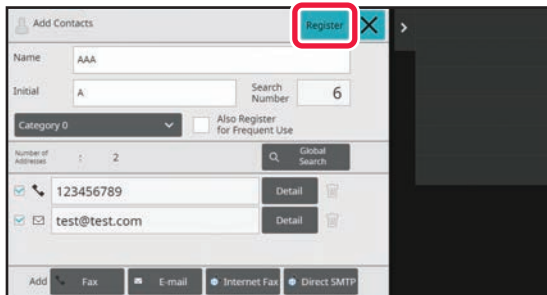 Add Contacts Register
Name AAA
Initial A Search Number 6
Category 0 Also Register for Frequent Use
Number of Addresses : 2 Global Search
123456789 Detail
test@test.com Detail
Add Fax E-mail Internet Fax Direct SMTP